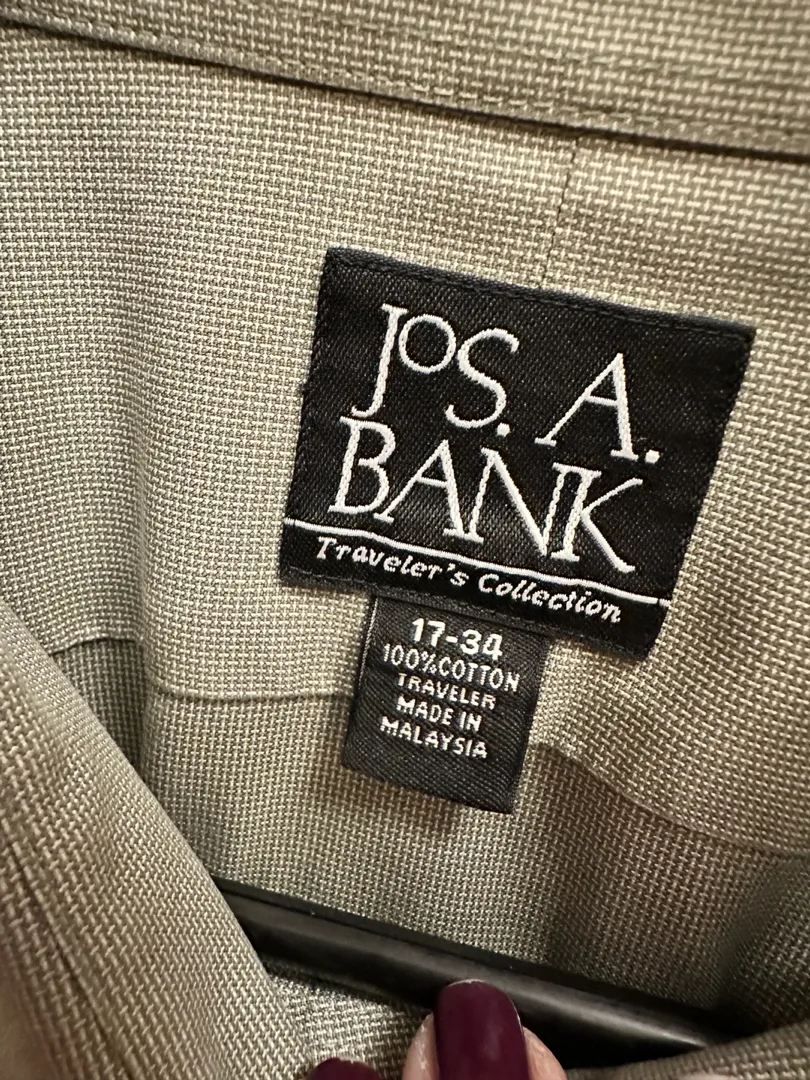 JOS. A.
BANK
Traveler's Collection
17-34
100%COTTON
TRAVELER
MADE IN
MALAYSIA